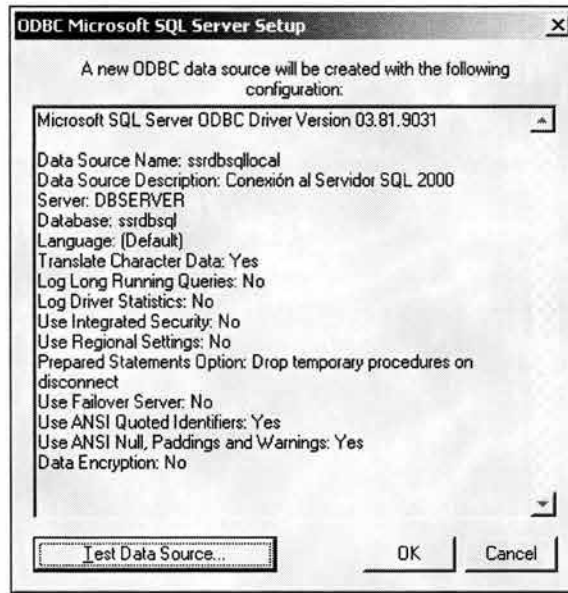 ODBC Microsoft SQL Server Setup
A new ODBC data source will be created with the following
configuration:
Microsoft SQL Server ODBC Driver Version 03.81.9031
Data Source Name: ssrdbsqllocal
Data Source Description: Conexión al Servidor SQL 2000
Server: DBSERVER
Database: ssrdbsql
Language: (Default)
Translate Character Data: Yes
Log Long Running Queries: No
Log Driver Statistics: No
Use Integrated Security: No
Use Regional Settings: No
Prepared Statements Option: Drop temporary procedures on
disconnect
Use Failover Server: No
Use ANSI Quoted Identifiers: Yes
Use ANSI Null, Paddings and Warnings: Yes
Data Encryption: No
Test Data Source...
OK
Cancel